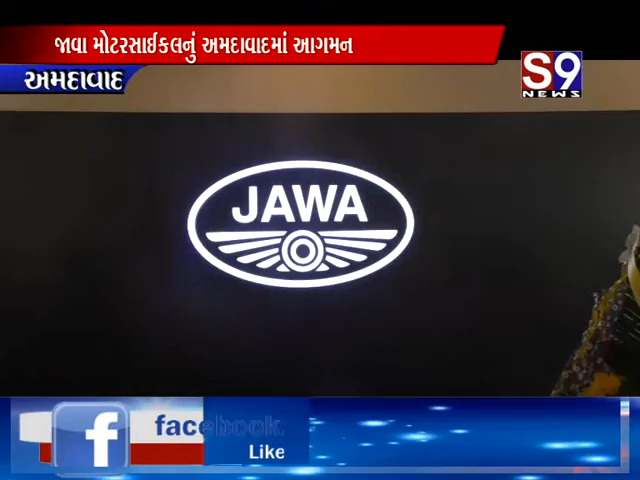 જાવા મોટરસાઈકલનું અમદાવાદમાં આગમન
અમદાવાદ
S9
NEWS
JAWA
facebook.
Like